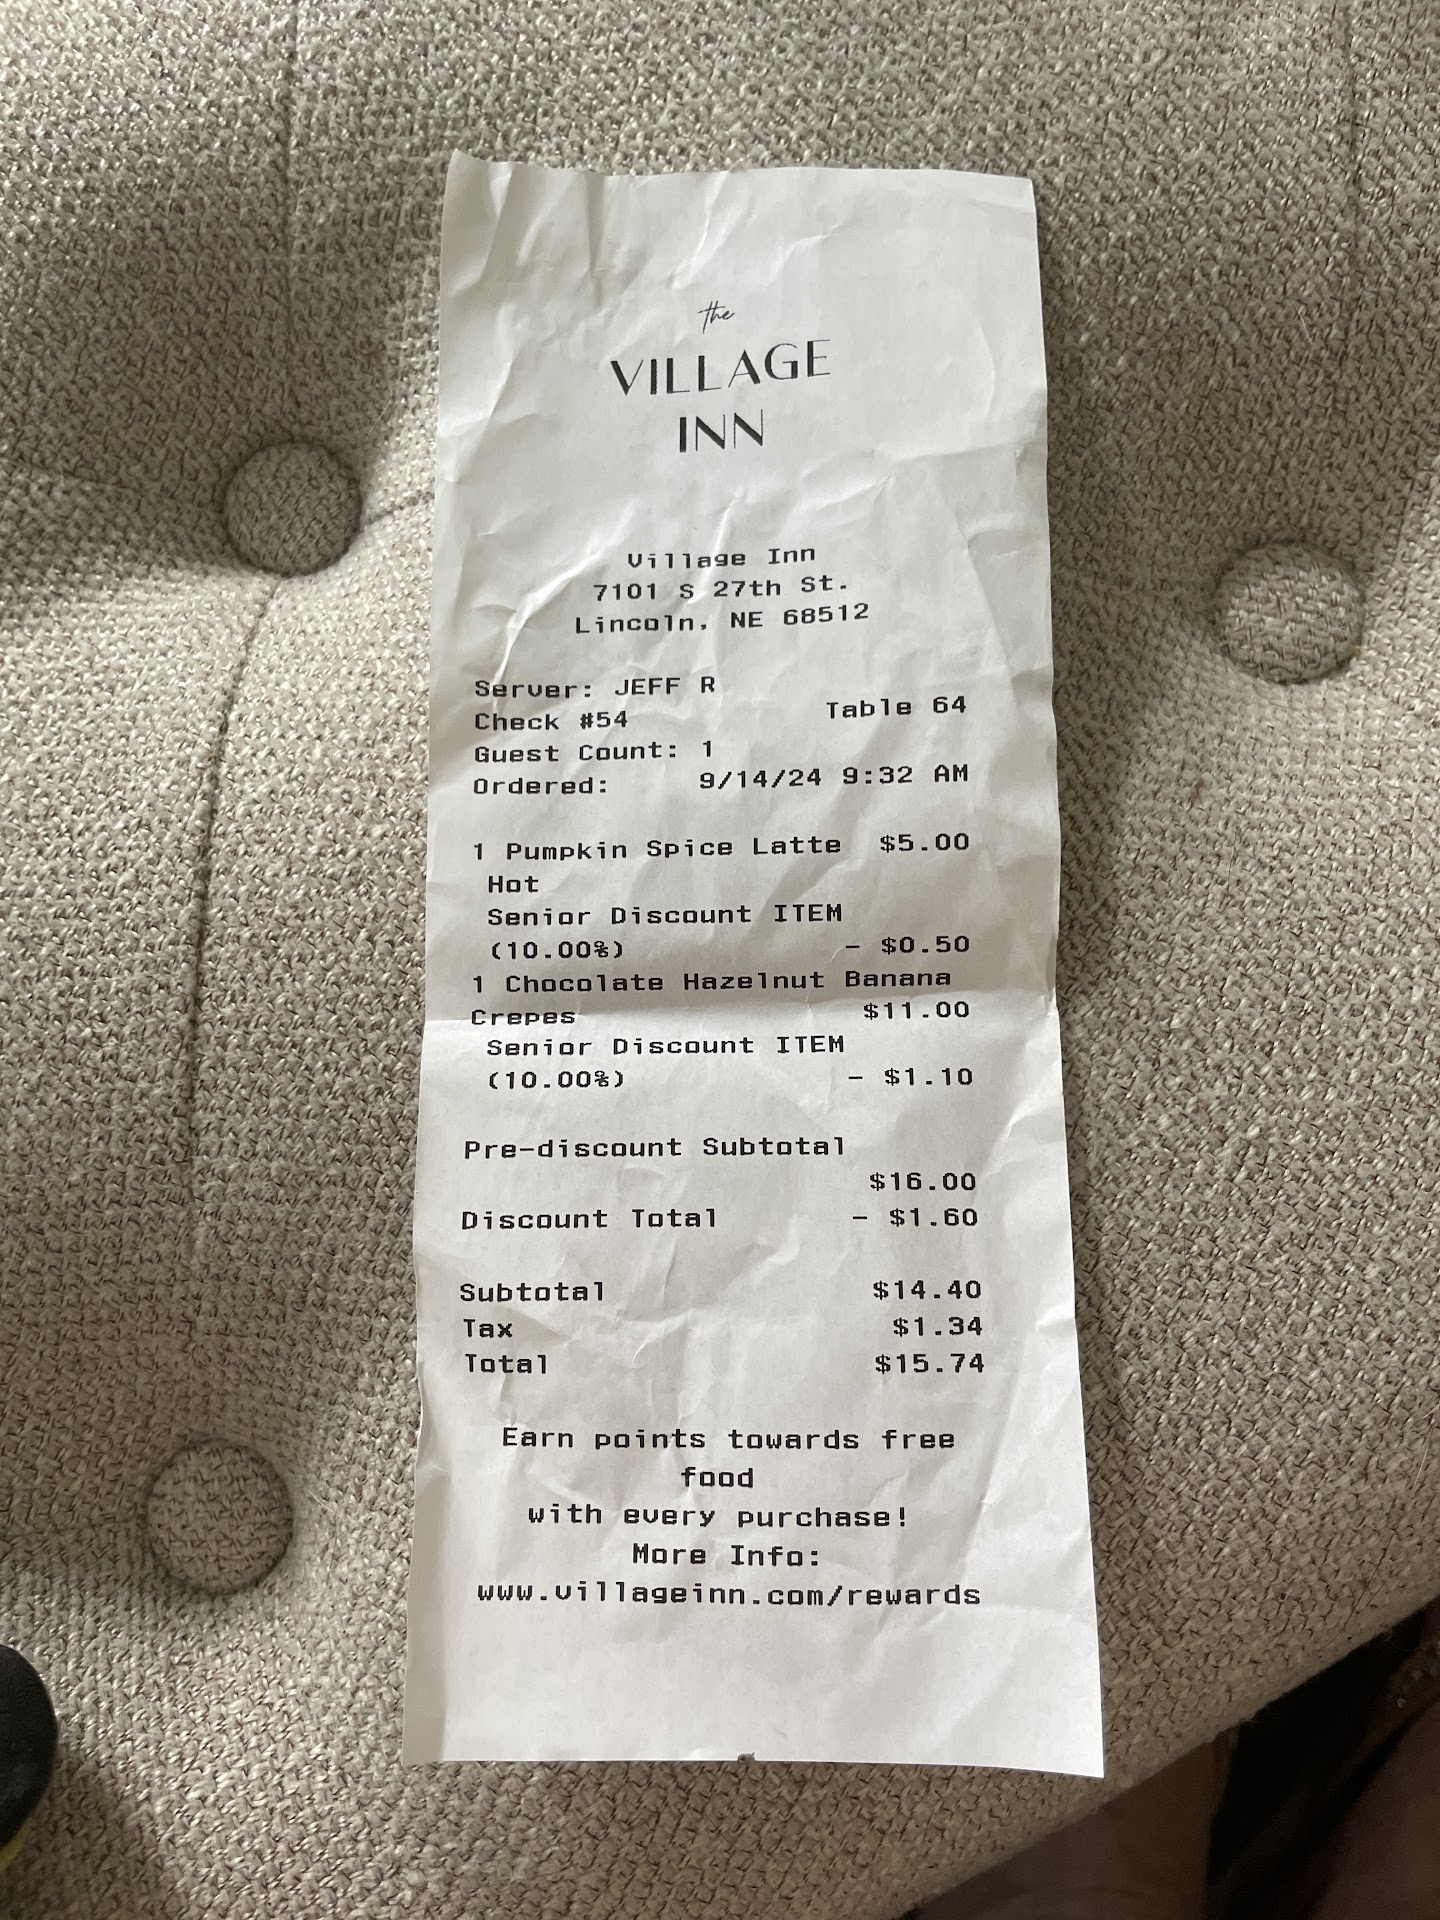 the
VILLAGE
INN
Village Inn
7101 S 27th St.
Lincoln, NE 68512
Server: JEFF R
Check #54 Table 64
Guest Count: 1
Ordered: 9/14/24 9:32 AM
1 Pumpkin Spice Latte $5.00
Hot
Senior Discount ITEM
(10.00%) - $0.50
1 Chocolate Hazelnut Banana
Crepes $11.00
Senior Discount ITEM
(10.00%) - $1.10
Pre-discount Subtotal
$16.00
Discount Total - $1.60
Subtotal $14.40
Tax $1.34
Total $15.74
Earn points towards free
food
with every purchase!
More Info:
www.villageinn.com/rewards